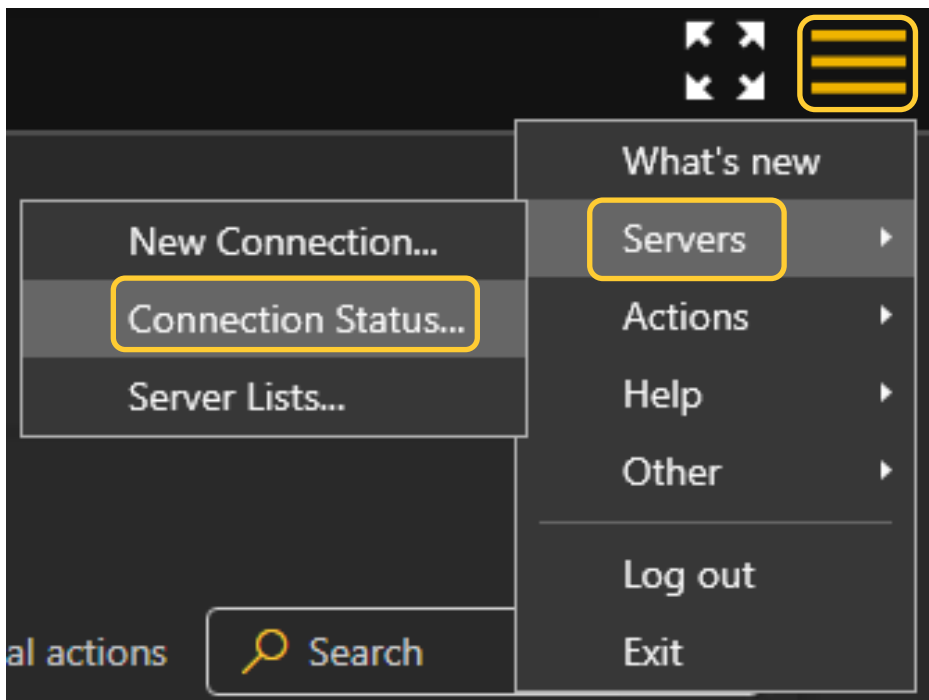 What's new
Servers
Actions
Help
Other
Log out
Exit
New Connection...
Connection Status...
Server Lists...
al actions
Search